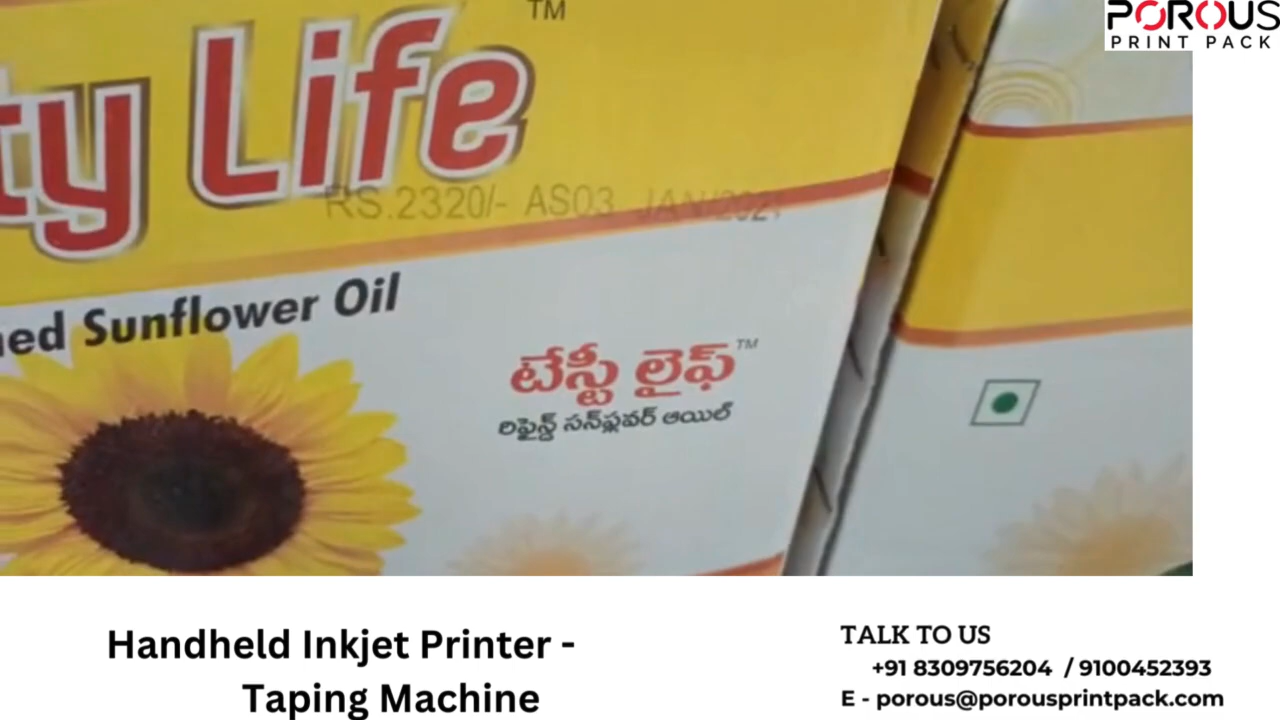 POROUS
PRINT PACK
ty Life TM
RS.2320/- AS03 JAN/2021
ned Sunflower Oil
టేస్టీ లైఫ్ TM
రిఫైన్డ్ సన్‌ఫ్లవర్ ఆయిల్
Handheld Inkjet Printer -
Taping Machine
TALK TO US
+91 8309756204 / 9100452393
E - porous@porousprintpack.com